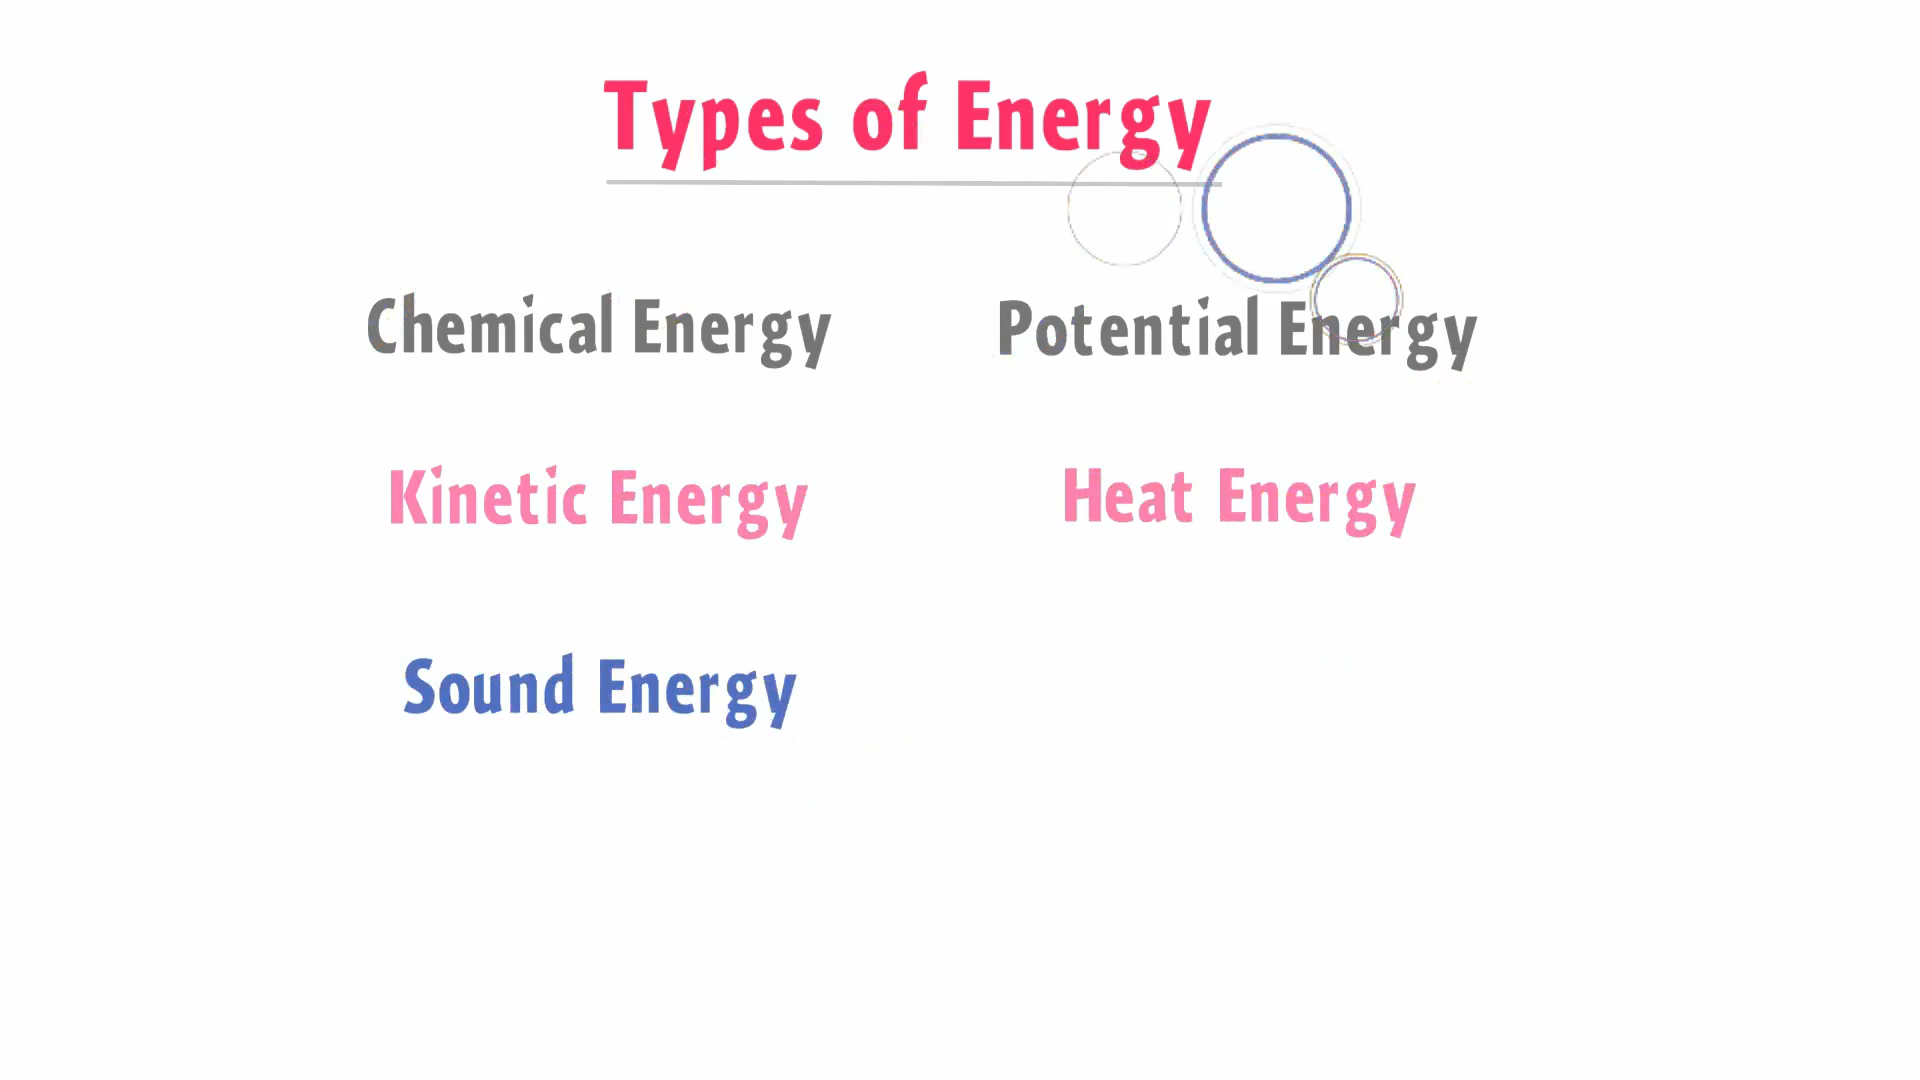 Types of Energy
Chemical Energy
Potential Energy
Kinetic Energy
Heat Energy
Sound Energy